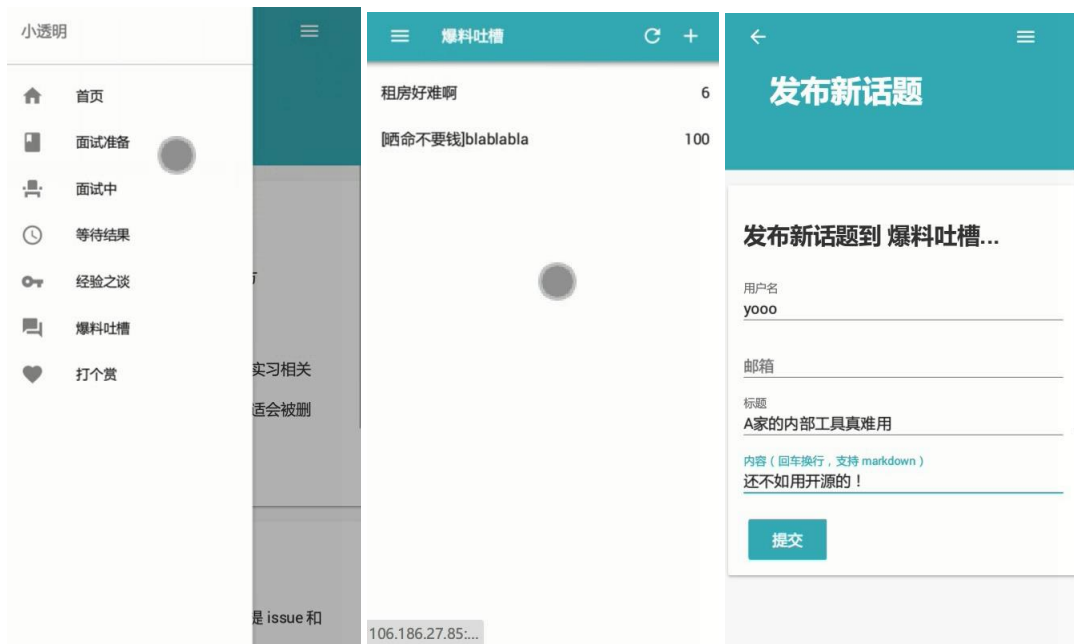 小透明
首页
面试准备
面试中
等待结果
经验之谈
爆料吐槽
打个赏
实习相关
适会被删
是 issue 和
爆料吐槽
租房好难啊 6
[晒命不要钱]blablabla 100
106.186.27.85:...
发布新话题
发布新话题到 爆料吐槽...
用户名
yooo
邮箱
标题
A家的内部工具真难用
内容（回车换行，支持 markdown）
还不如用开源的！
提交